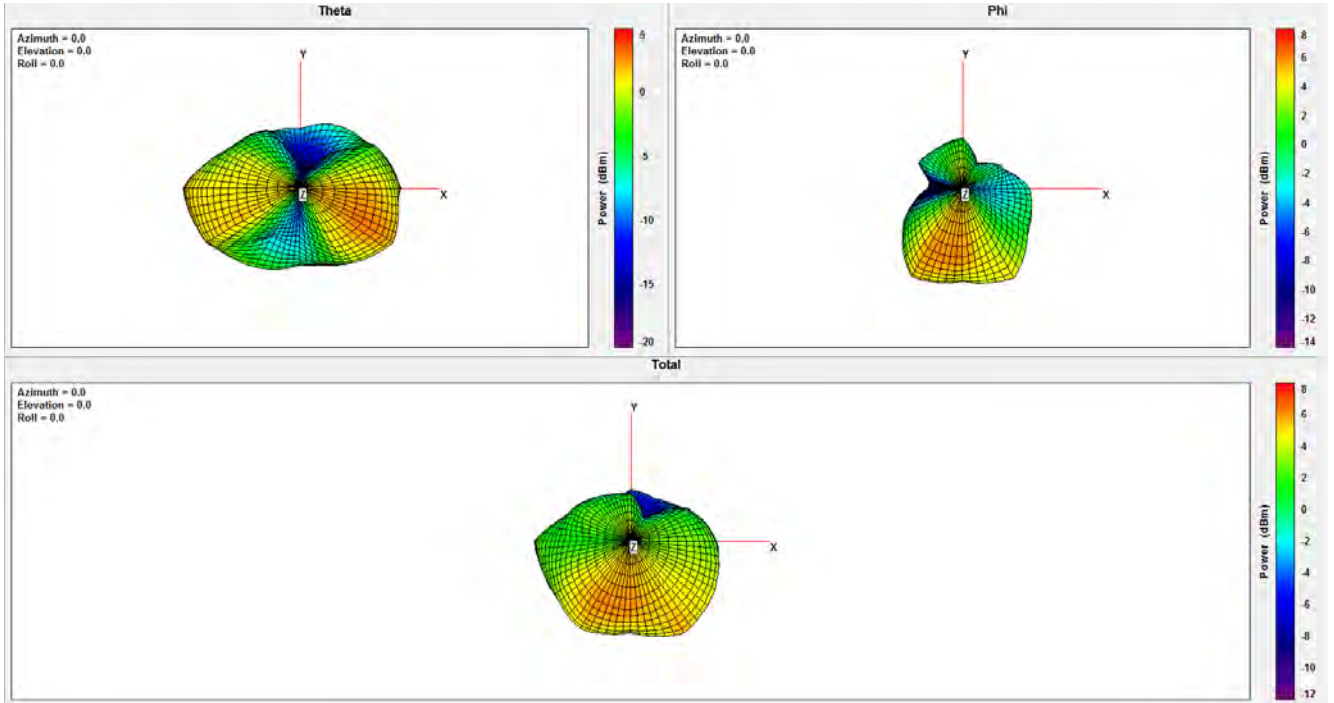 Theta
Azimuth = 0.0
Elevation = 0.0
Roll = 0.0
Y
X
Z
5
0
-5
-10
-15
-20
Power (dBm)
Phi
Azimuth = 0.0
Elevation = 0.0
Roll = 0.0
Y
X
Z
8
6
4
2
0
-2
-4
-6
-8
-10
-12
-14
Power (dBm)
Total
Azimuth = 0.0
Elevation = 0.0
Roll = 0.0
Y
X
Z
8
6
4
2
0
-2
-4
-6
-8
-10
-12
Power (dBm)